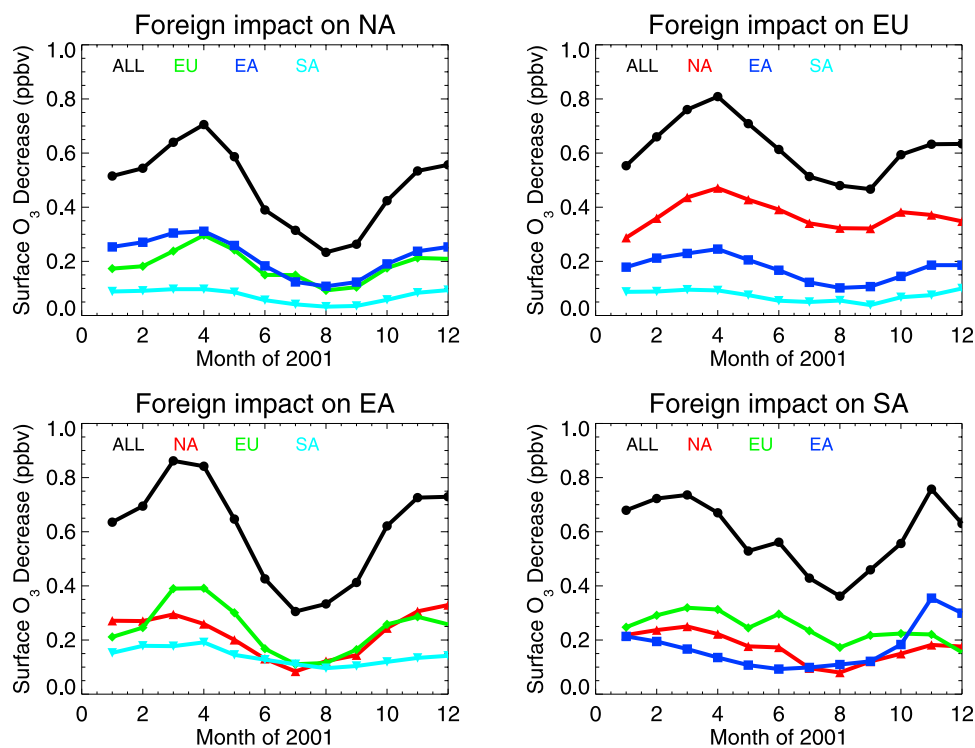 Foreign impact on NA
ALL EU EA SA
Surface O₃ Decrease (ppbv)
1.0
0.8
0.6
0.4
0.2
0.0
0 2 4 6 8 10 12
Month of 2001
Foreign impact on EU
ALL NA EA SA
Surface O₃ Decrease (ppbv)
1.0
0.8
0.6
0.4
0.2
0.0
0 2 4 6 8 10 12
Month of 2001
Foreign impact on EA
ALL NA EU SA
Surface O₃ Decrease (ppbv)
1.0
0.8
0.6
0.4
0.2
0.0
0 2 4 6 8 10 12
Month of 2001
Foreign impact on SA
ALL NA EU EA
Surface O₃ Decrease (ppbv)
1.0
0.8
0.6
0.4
0.2
0.0
0 2 4 6 8 10 12
Month of 2001